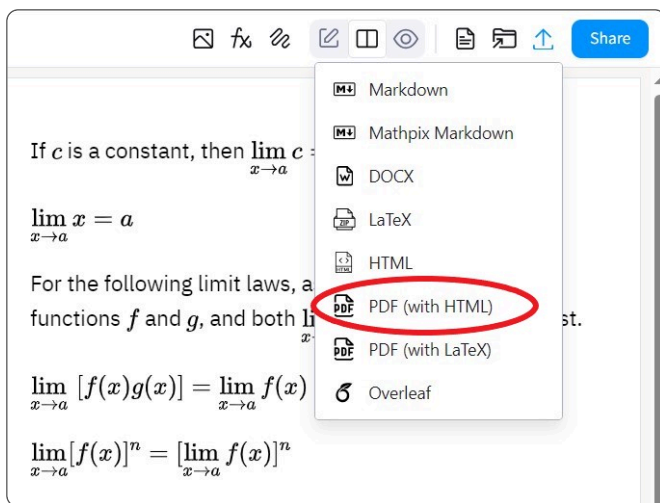 Share
Markdown
Mathpix Markdown
DOCX
LaTeX
HTML
PDF (with HTML)
PDF (with LaTeX)
Overleaf
If c is a constant, then lim x→a c =
lim x→a x = a
For the following limit laws, a
functions f and g, and both li
st.
lim x→a [f(x)g(x)] = lim x→a f(x)
lim x→a [f(x)]ⁿ = [lim x→a f(x)]ⁿ